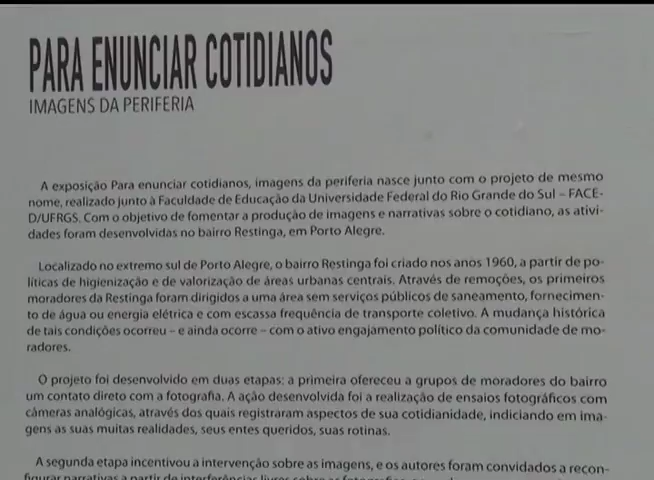 PARA ENUNCIAR COTIDIANOS
IMAGENS DA PERIFERIA
A exposição Para enunciar cotidianos, imagens da periferia nasce junto com o projeto de mesmo
nome, realizado junto à Faculdade de Educação da Universidade Federal do Rio Grande do Sul – FACE-
D/UFRGS. Com o objetivo de fomentar a produção de imagens e narrativas sobre o cotidiano, as ativi-
dades foram desenvolvidas no bairro Restinga, em Porto Alegre.
Localizado no extremo sul de Porto Alegre, o bairro Restinga foi criado nos anos 1960, a partir de po-
líticas de higienização e de valorização de áreas urbanas centrais. Através de remoções, os primeiros
moradores da Restinga foram dirigidos a uma área sem serviços públicos de saneamento, fornecimen-
to de água ou energia elétrica e com escassa frequência de transporte coletivo. A mudança histórica
de tais condições ocorreu – e ainda ocorre – com o ativo engajamento político da comunidade de mo-
radores.
O projeto foi desenvolvido em duas etapas: a primeira ofereceu a grupos de moradores do bairro
um contato direto com a fotografia. A ação desenvolvida foi a realização de ensaios fotográficos com
câmeras analógicas, através dos quais registraram aspectos de sua cotidianidade, indiciando em ima-
gens as suas muitas realidades, seus entes queridos, suas rotinas.
A segunda etapa incentivou a intervenção sobre as imagens, e os autores foram convidados a recon-
figurar narrativas a partir de interferências livres sobre as